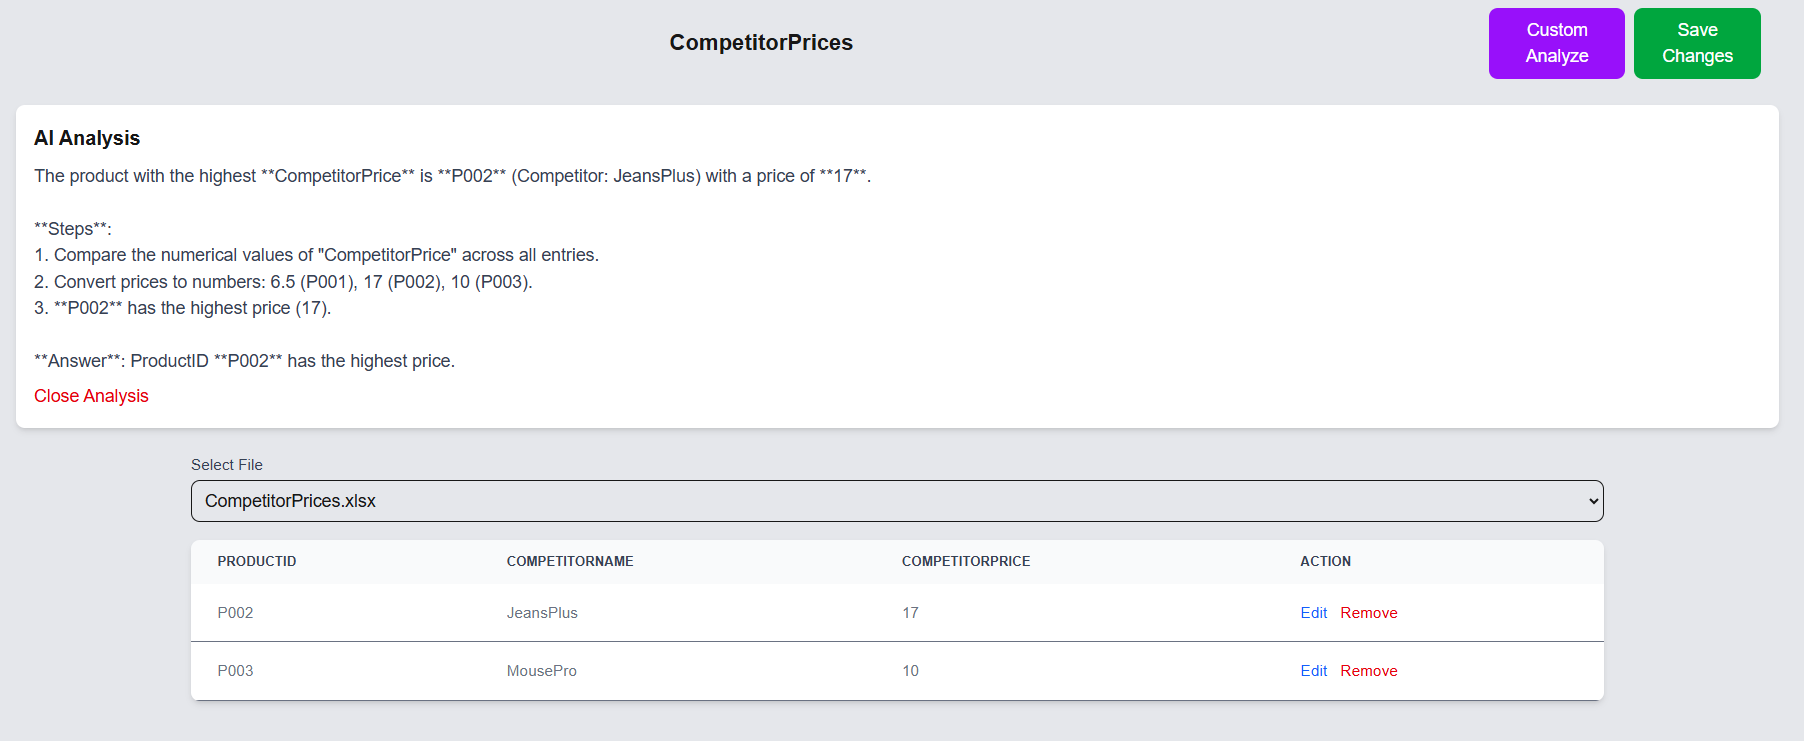 CompetitorPrices
Custom
Analyze
Save
Changes
AI Analysis
The product with the highest **CompetitorPrice** is **P002** (Competitor: JeansPlus) with a price of **17**.
**Steps**:
1. Compare the numerical values of "CompetitorPrice" across all entries.
2. Convert prices to numbers: 6.5 (P001), 17 (P002), 10 (P003).
3. **P002** has the highest price (17).
**Answer**: ProductID **P002** has the highest price.
Close Analysis
Select File
CompetitorPrices.xlsx
PRODUCTID COMPETITORNAME COMPETITORPRICE ACTION
P002 JeansPlus 17 Edit Remove
P003 MousePro 10 Edit Remove